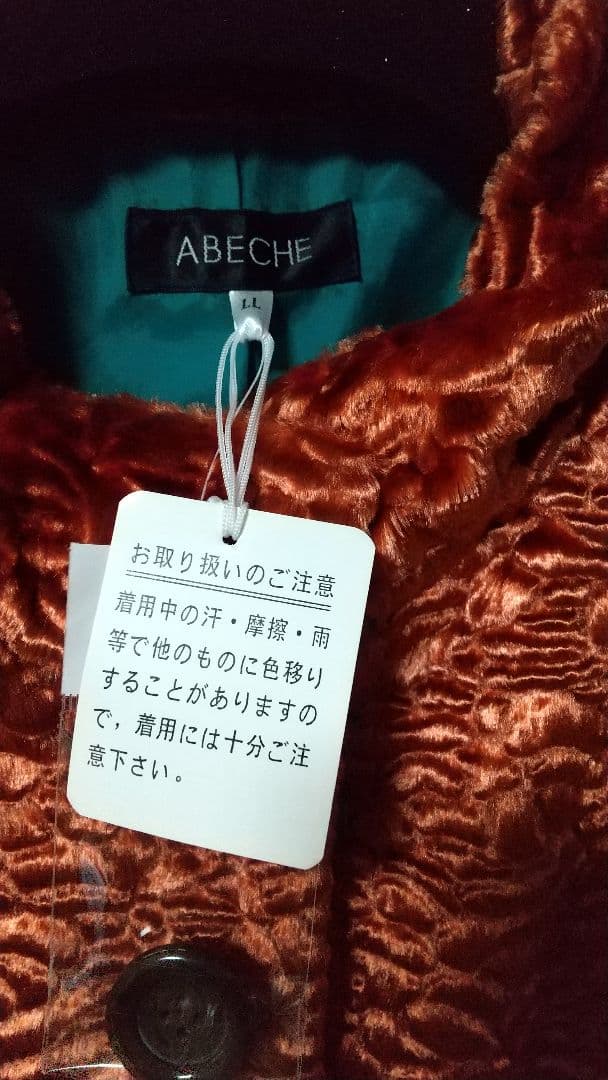 ABECHE
LL
お取り扱いのご注意
着用中の汗・摩擦・雨
等で他のものに色移り
することがありますの
で，着用には十分ご注
意下さい。